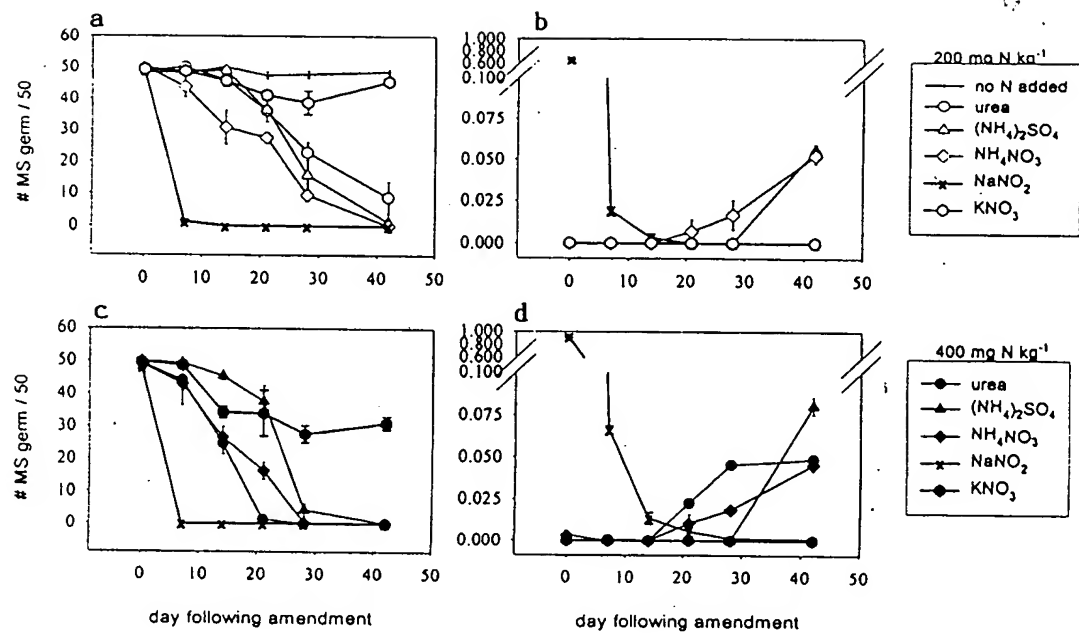 a
60
50
40
30
20
10
0
# MS germ / 50
0 10 20 30 40 50
b
1.000
0.800
0.600
0.100
0.075
0.050
0.025
0.000
0 10 20 30 40 50
200 mg N kg-1
no N added
urea
(NH4)2SO4
NH4NO3
NaNO2
KNO3
c
60
50
40
30
20
10
0
# MS germ / 50
0 10 20 30 40 50
day following amendment
d
1.000
0.800
0.600
0.100
0.075
0.050
0.025
0.000
0 10 20 30 40 50
day following amendment
400 mg N kg-1
urea
(NH4)2SO4
NH4NO3
NaNO2
KNO3